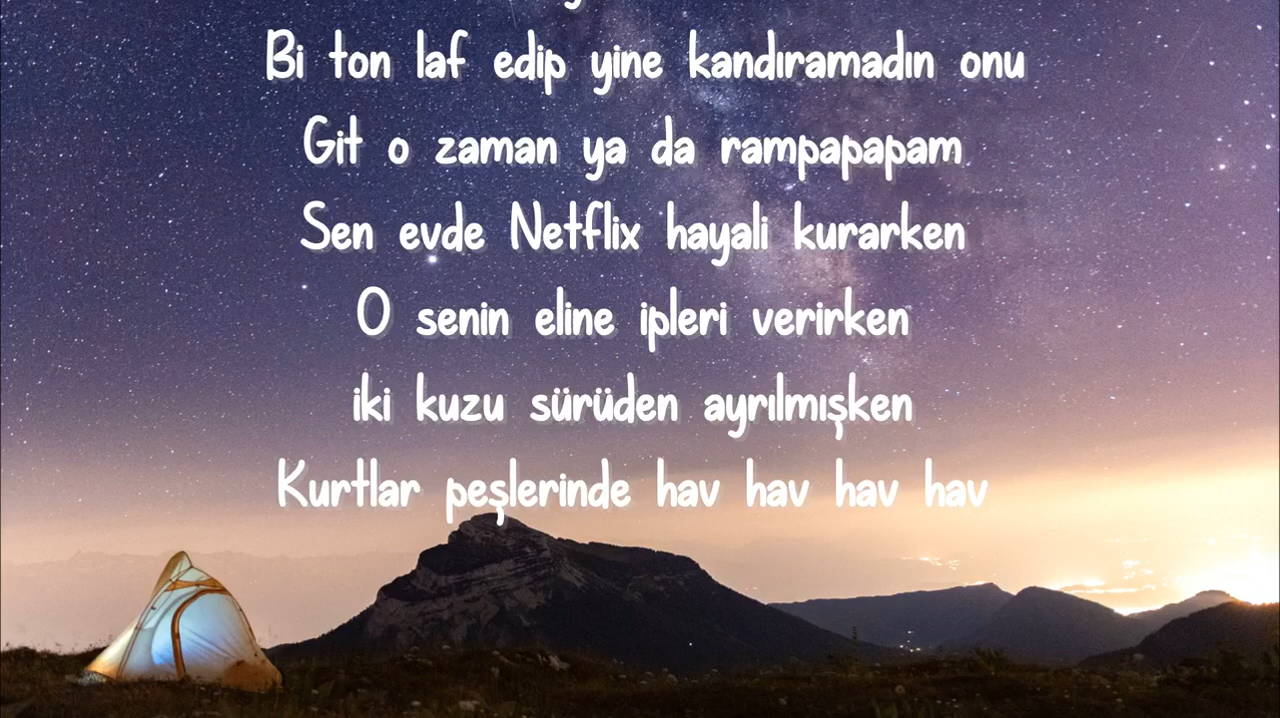 Bi ton laf edip yine kandıramadın onu
Git o zaman ya da rampapapam
Sen evde Netflix hayali kurarken
O senin eline ipleri verirken
iki kuzu sürüden ayrılmışken
Kurtlar peşlerinde hav hav hav hav